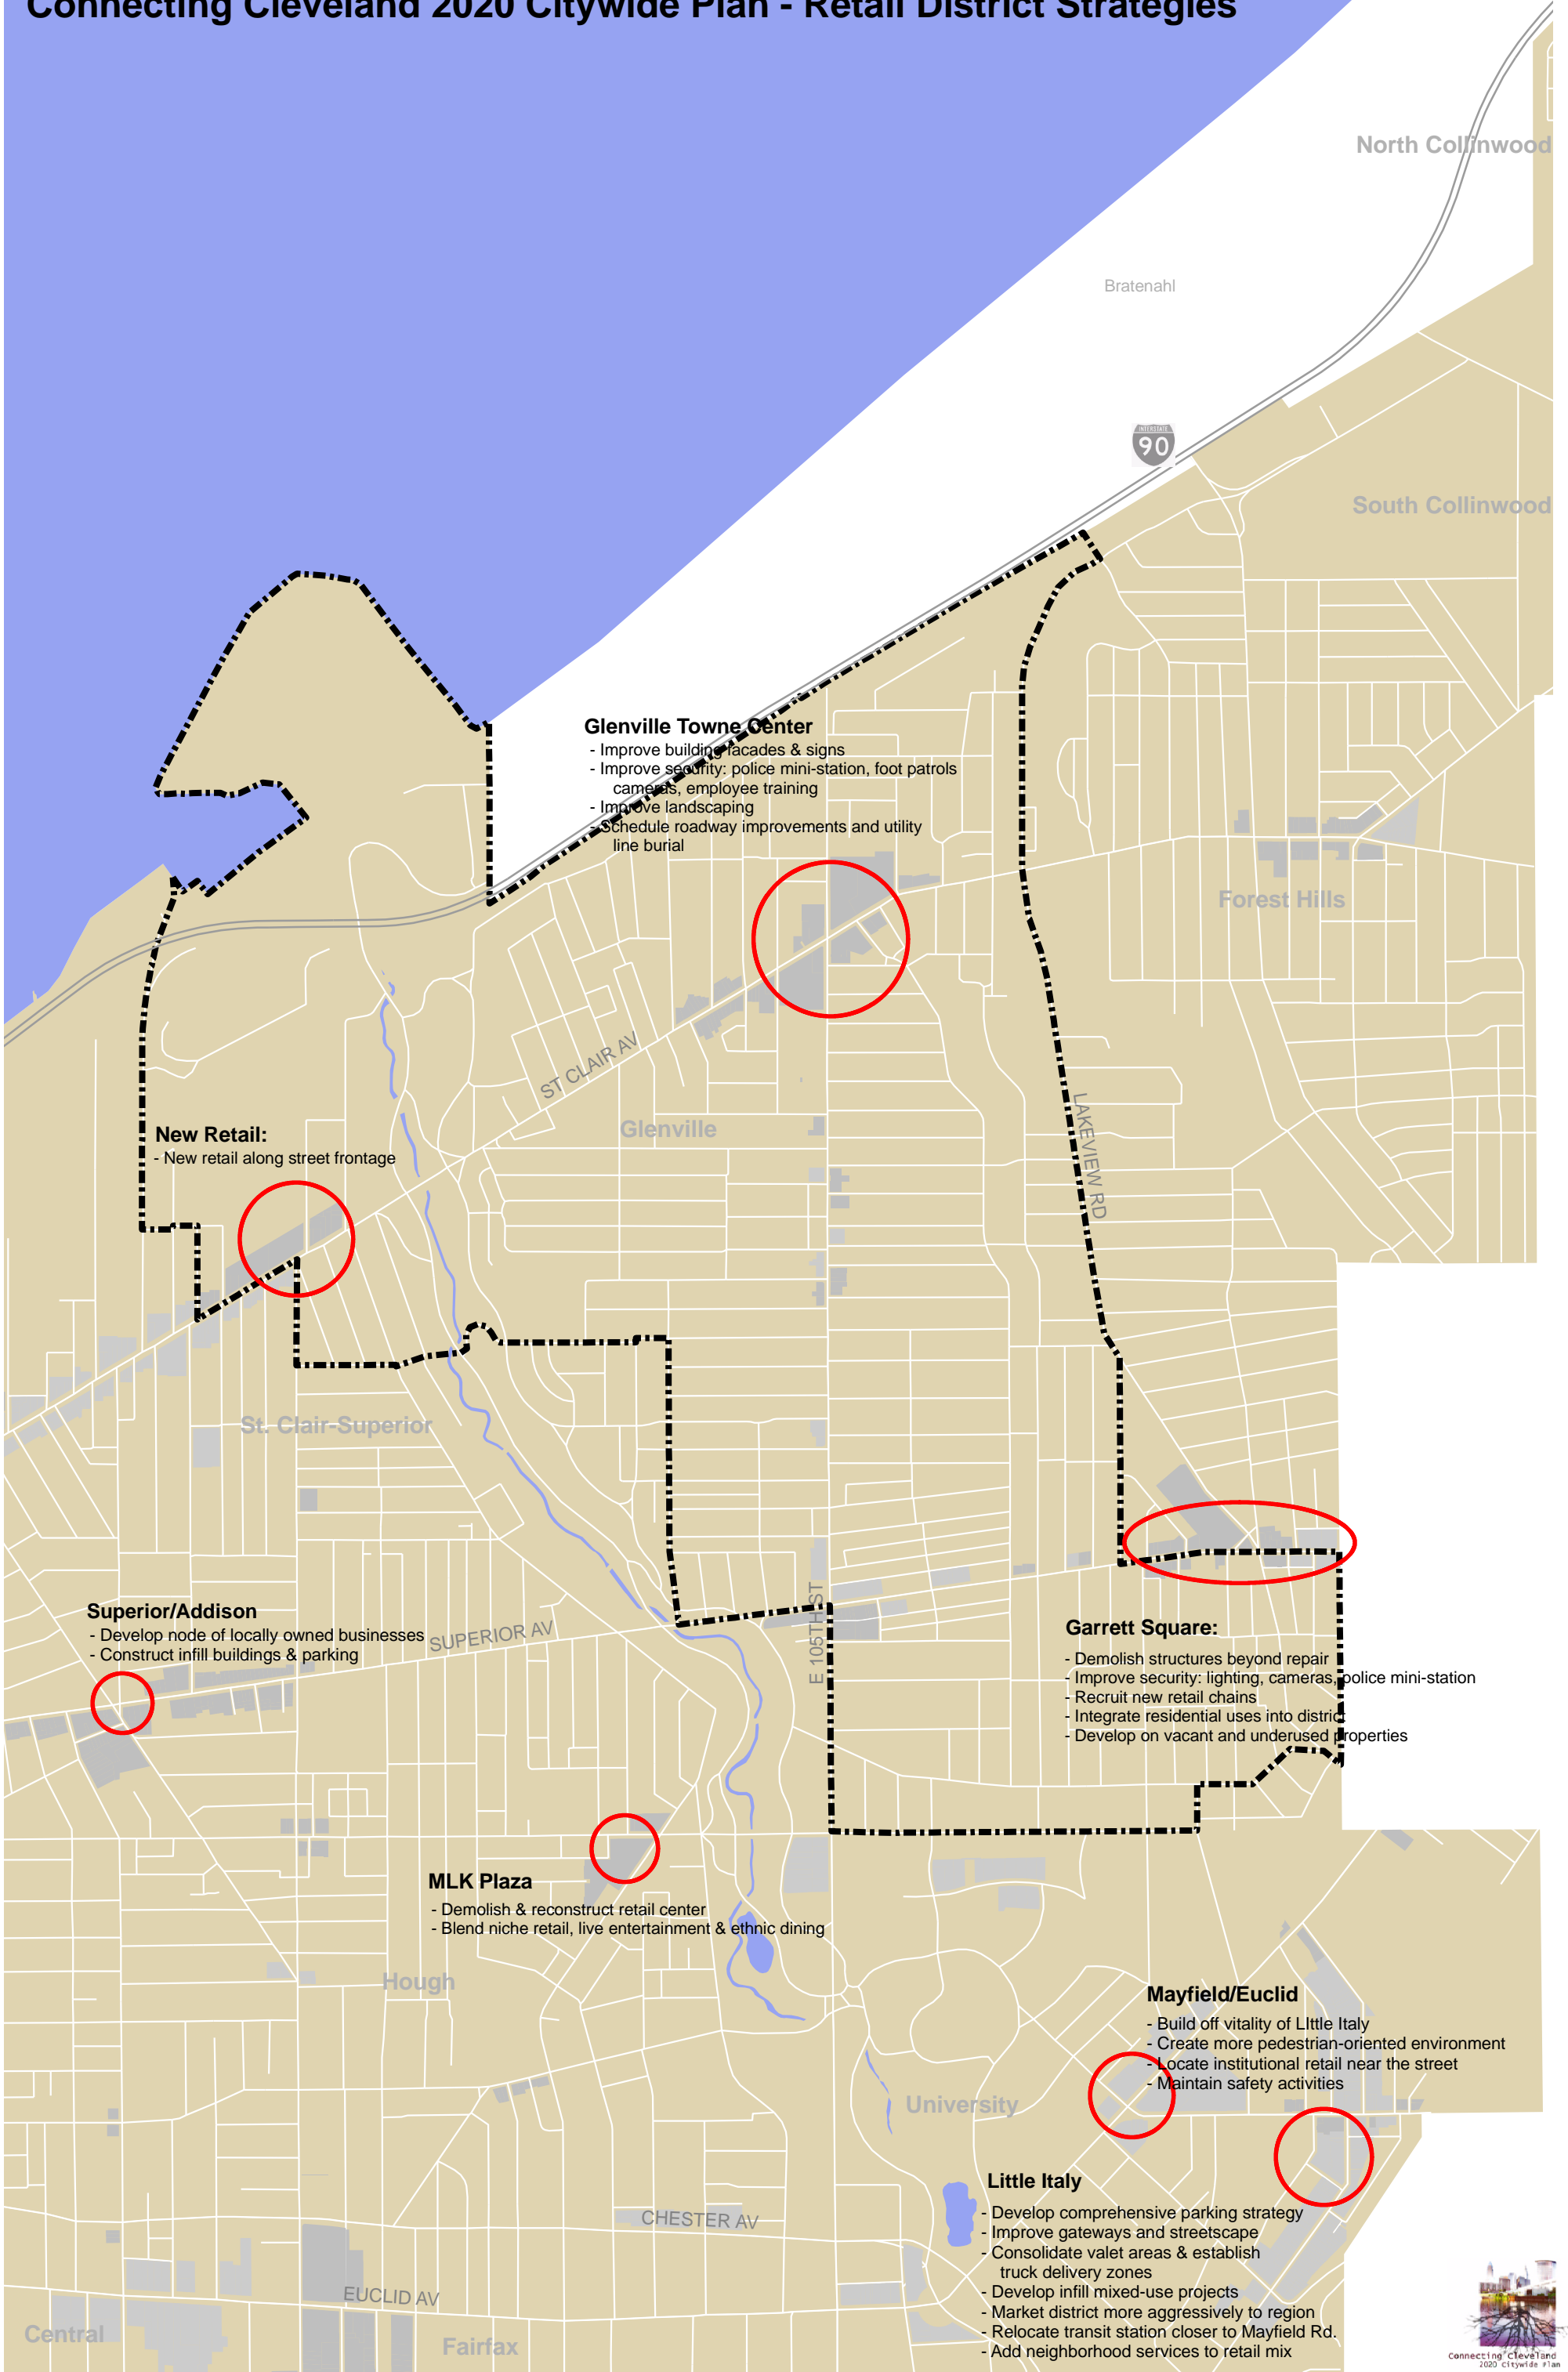 Connecting Cleveland 2020 Citywide Plan - Retail District Strategies
North Collinwood
Bratenahl
INTERSTATE
90
South Collinwood
Glenville Towne Center
- Improve building facades & signs
- Improve security: police mini-station, foot patrols
cameras, employee training
- Improve landscaping
- Schedule roadway improvements and utility
line burial
Forest Hills
ST CLAIR AV
Glenville
LAKEVIEW RD
New Retail:
- New retail along street frontage
St. Clair-Superior
Superior/Addison
- Develop node of locally owned businesses
- Construct infill buildings & parking
SUPERIOR AV
E 105TH ST
Garrett Square:
- Demolish structures beyond repair
- Improve security: lighting, cameras, police mini-station
- Recruit new retail chains
- Integrate residential uses into district
- Develop on vacant and underused properties
MLK Plaza
- Demolish & reconstruct retail center
- Blend niche retail, live entertainment & ethnic dining
Hough
Mayfield/Euclid
- Build off vitality of LIttle Italy
- Create more pedestrian-oriented environment
- Locate institutional retail near the street
- Maintain safety activities
University
Little Italy
- Develop comprehensive parking strategy
- Improve gateways and streetscape
- Consolidate valet areas & establish
truck delivery zones
- Develop infill mixed-use projects
- Market district more aggressively to region
- Relocate transit station closer to Mayfield Rd.
- Add neighborhood services to retail mix
CHESTER AV
EUCLID AV
Central
Fairfax
Connecting Cleveland
2020 Citywide Plan